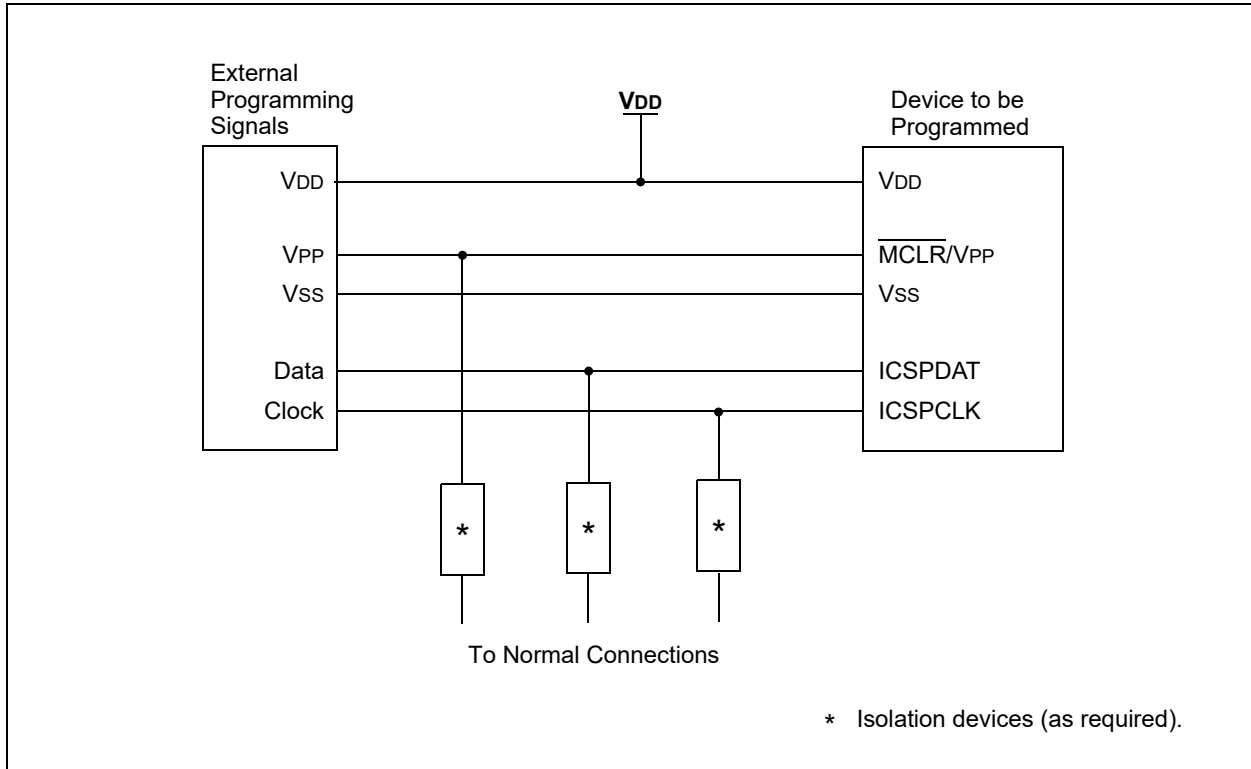 External
Programming
Signals
VDD
Device to be
Programmed
VDD
VDD
VPP
MCLR/VPP
VSS
VSS
Data
ICSPDAT
Clock
ICSPCLK
*
*
*
To Normal Connections
* Isolation devices (as required).